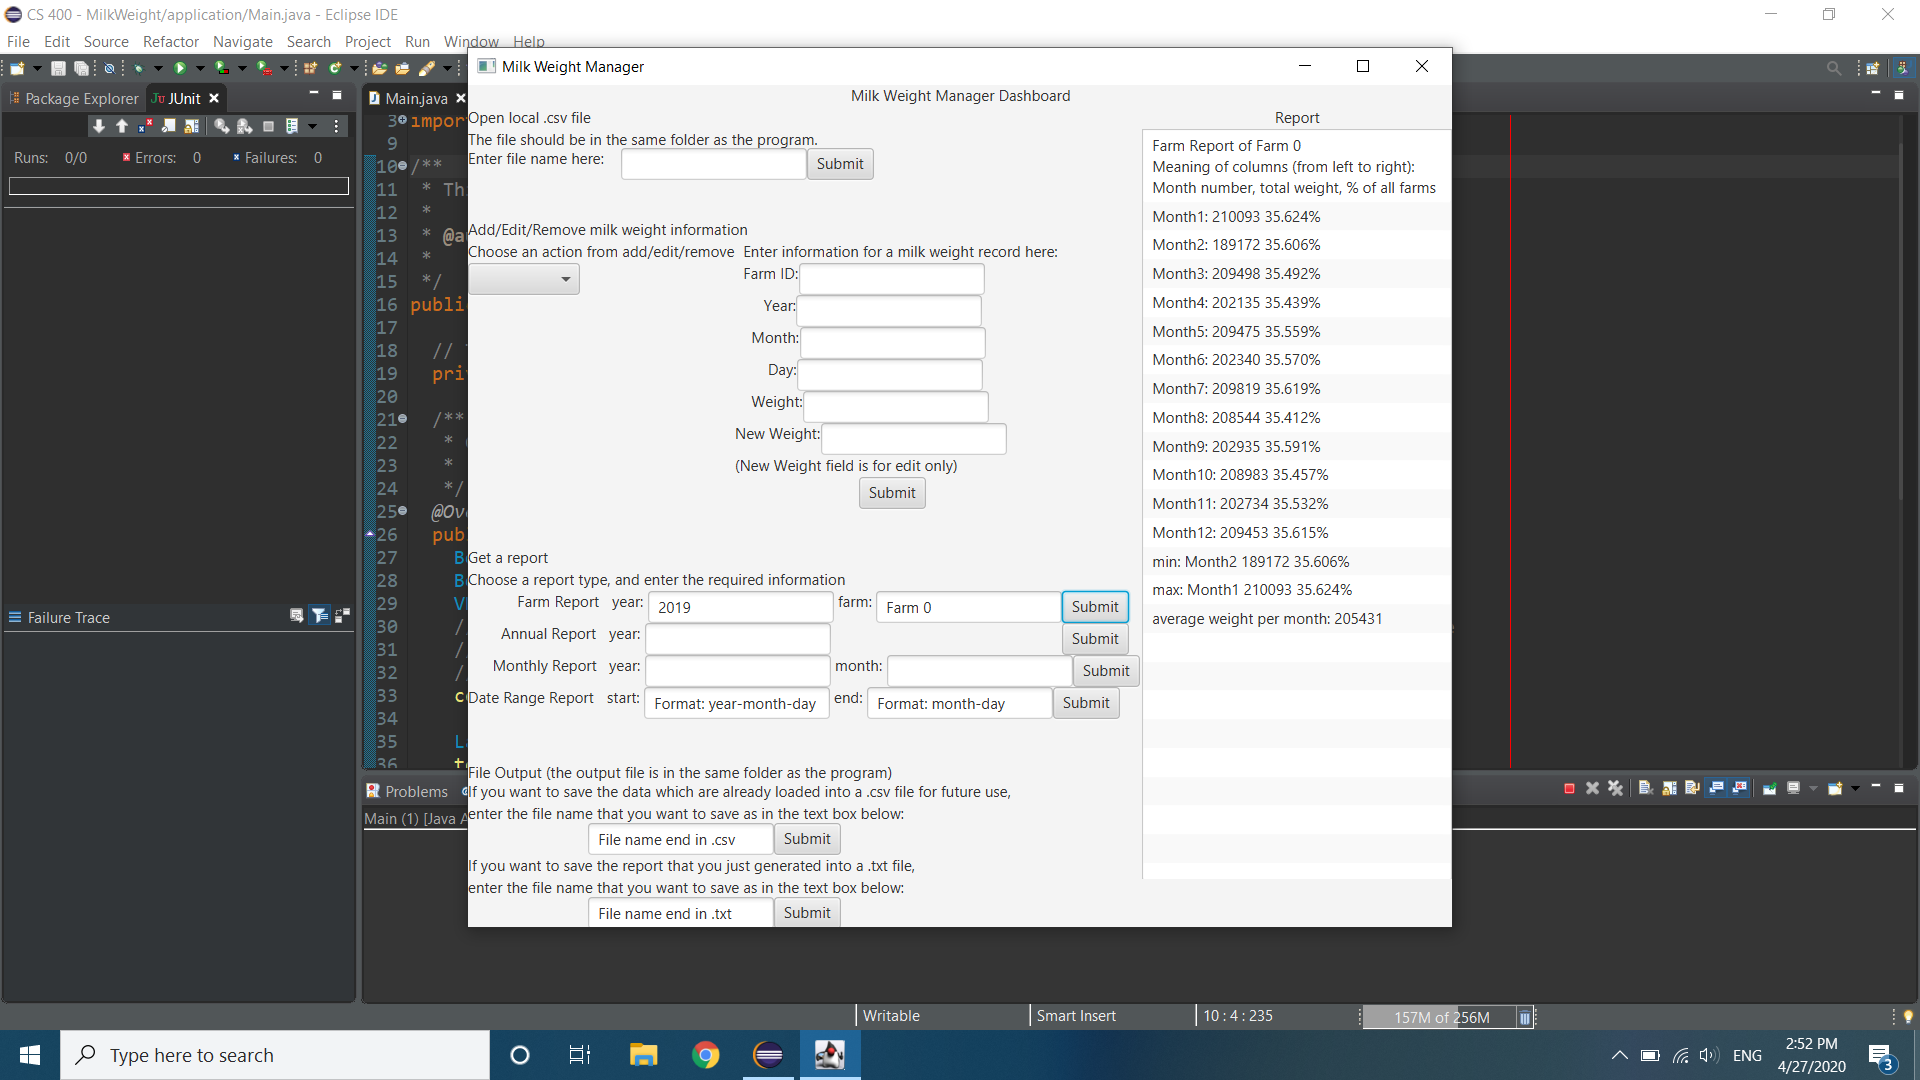 CS 400 - MilkWeight/application/Main.java - Eclipse IDE
File Edit Source Refactor Navigate Search Project Run Window Help
Package Explorer JUnit
Runs: 0/0 Errors: 0 Failures: 0
Failure Trace
Main.java
3 impor
9
10 /**
11 * Th
12 *
13 * @a
14 *
15 */
16 publi
17
18 //
19 pri
20
21 /**
22 *
23 *
24 */
25 @Ov
26 pub
27 B
28 B
29 V
30 /
31 /
32 /
33 c
34
35 L
36 t
Problems
Main (1) [Java A
Milk Weight Manager
Milk Weight Manager Dashboard
Open local .csv file
The file should be in the same folder as the program.
Enter file name here: Submit
Add/Edit/Remove milk weight information
Choose an action from add/edit/remove Enter information for a milk weight record here:
Farm ID:
Year:
Month:
Day:
Weight:
New Weight:
(New Weight field is for edit only)
Submit
Get a report
Choose a report type, and enter the required information
Farm Report year: 2019 farm: Farm 0 Submit
Annual Report year: Submit
Monthly Report year: month: Submit
Date Range Report start: Format: year-month-day end: Format: month-day Submit
File Output (the output file is in the same folder as the program)
If you want to save the data which are already loaded into a .csv file for future use,
enter the file name that you want to save as in the text box below:
File name end in .csv Submit
If you want to save the report that you just generated into a .txt file,
enter the file name that you want to save as in the text box below:
File name end in .txt Submit
Report
Farm Report of Farm 0
Meaning of columns (from left to right):
Month number, total weight, % of all farms
Month1: 210093 35.624%
Month2: 189172 35.606%
Month3: 209498 35.492%
Month4: 202135 35.439%
Month5: 209475 35.559%
Month6: 202340 35.570%
Month7: 209819 35.619%
Month8: 208544 35.412%
Month9: 202935 35.591%
Month10: 208983 35.457%
Month11: 202734 35.532%
Month12: 209453 35.615%
min: Month2 189172 35.606%
max: Month1 210093 35.624%
average weight per month: 205431
Writable Smart Insert 10 : 4 : 235 157M of 256M
Type here to search
ENG
2:52 PM
4/27/2020
3